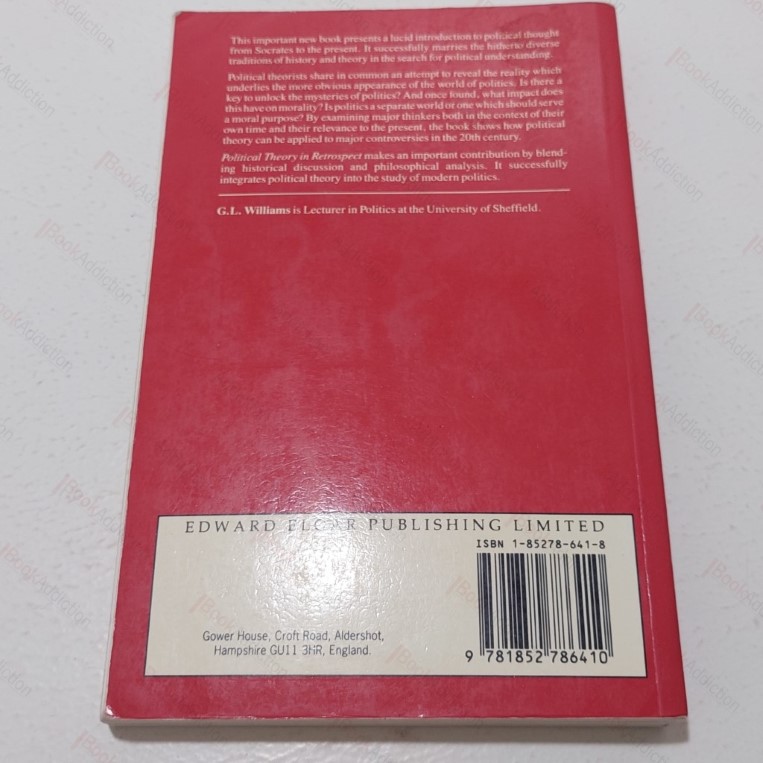 This important new book presents a lucid introduction to political thought
from Socrates to the present. It successfully marries the hitherto diverse
traditions of history and theory in the search for political understanding.
Political theorists share in common an attempt to reveal the reality which
underlies the more obvious appearance of the world of politics. Is there a
key to unlock the mysteries of politics? And once found, what impact does
this have on morality? Is politics a separate world or one which should serve
a moral purpose? By examining major thinkers both in the context of their
own time and their relevance to the present, the book shows how political
theory can be applied to major controversies in the 20th century.
Political Theory in Retrospect makes an important contribution by blend-
ing historical discussion and philosophical analysis. It successfully
integrates political theory into the study of modern politics.
G.L. Williams is Lecturer in Politics at the University of Sheffield.
EDWARD ELGAR PUBLISHING LIMITED
ISBN 1-85278-641-8
Gower House, Croft Road, Aldershot,
Hampshire GU11 3HR, England.
9 781852 786410
BookAddiction